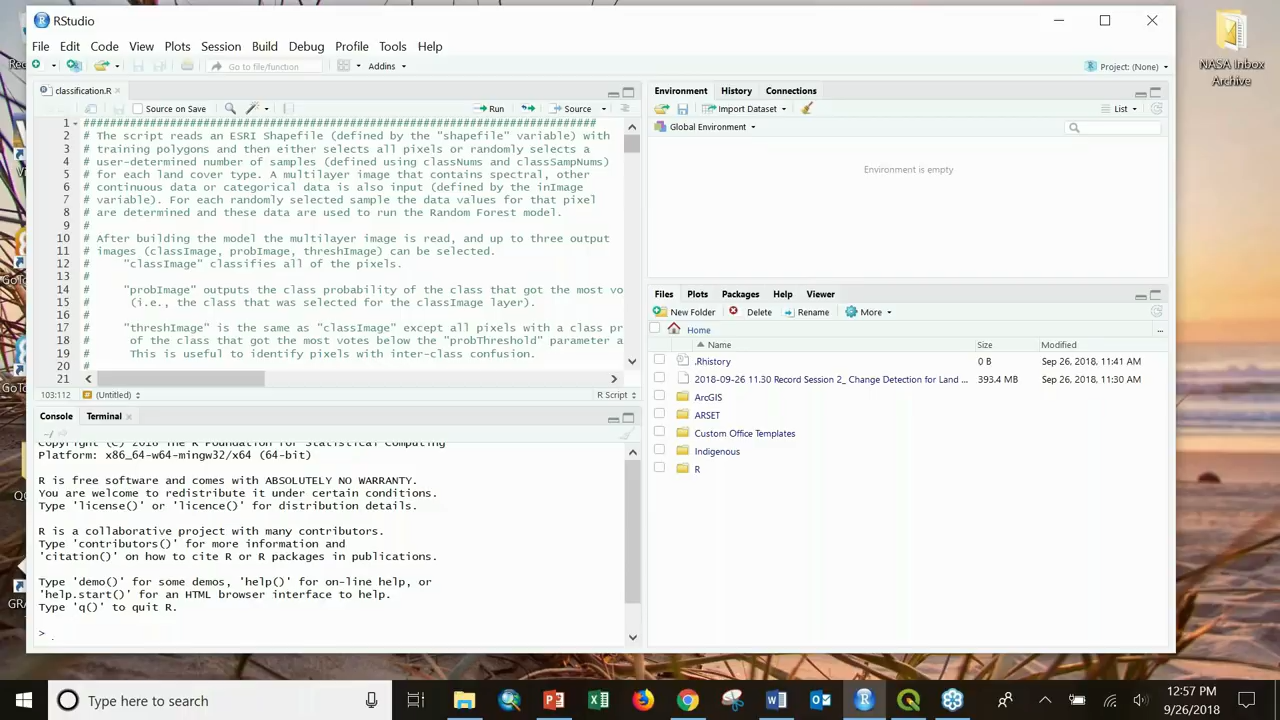 RStudio
File Edit Code View Plots Session Build Debug Profile Tools Help
Go to file/function
Addins
Project: (None)
NASA Inbox
Archive
classification.R
Source on Save
Run
Source
1 ##########################################################################
2 # The script reads an ESRI Shapefile (defined by the "shapefile" variable) with
3 # training polygons and then either selects all pixels or randomly selects a
4 # user-determined number of samples (defined using classNums and classSampNums)
5 # for each land cover type. A multilayer image that contains spectral, other
6 # continuous data or categorical data is also input (defined by the inImage
7 # variable). For each randomly selected sample the data values for that pixel
8 # are determined and these data are used to run the Random Forest model.
9 #
10 # After building the model the multilayer image is read, and up to three output
11 # images (classImage, probImage, threshImage) can be selected.
12 # "classImage" classifies all of the pixels.
13 #
14 # "probImage" outputs the class probability of the class that got the most vo
15 # (i.e., the class that was selected for the classImage layer).
16 #
17 # "threshImage" is the same as "classImage" except all pixels with a class pr
18 # of the class that got the most votes below the "probThreshold" parameter a
19 # This is useful to identify pixels with inter-class confusion.
20 #
21
103:112 (Untitled) R Script
Console Terminal
~/
Copyright (C) 2018 The R Foundation for Statistical Computing
Platform: x86_64-w64-mingw32/x64 (64-bit)
R is free software and comes with ABSOLUTELY NO WARRANTY.
You are welcome to redistribute it under certain conditions.
Type 'license()' or 'licence()' for distribution details.
R is a collaborative project with many contributors.
Type 'contributors()' for more information and
'citation()' on how to cite R or R packages in publications.
Type 'demo()' for some demos, 'help()' for on-line help, or
'help.start()' for an HTML browser interface to help.
Type 'q()' to quit R.
>
Environment History Connections
Import Dataset
List
Global Environment
Environment is empty
Files Plots Packages Help Viewer
New Folder Delete Rename More
Home ...
Name Size Modified
.Rhistory 0 B Sep 26, 2018, 11:41 AM
2018-09-26 11.30 Record Session 2_ Change Detection for Land ... 393.4 MB Sep 26, 2018, 11:30 AM
ArcGIS
ARSET
Custom Office Templates
Indigenous
R
Type here to search
12:57 PM
9/26/2018